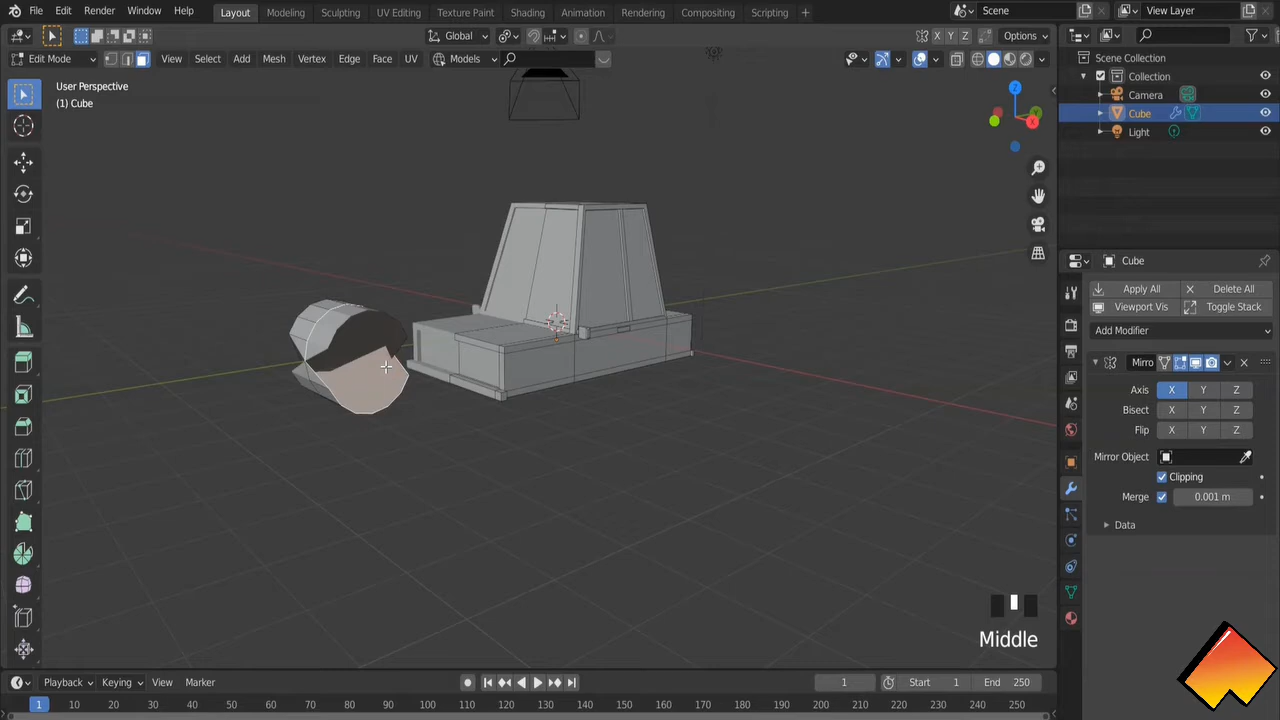 File Edit Render Window Help Layout Modeling Sculpting UV Editing Texture Paint Shading Animation Rendering Compositing Scripting + Scene View Layer
Global X Y Z Options
Edit Mode View Select Add Mesh Vertex Edge Face UV Models
User Perspective
(1) Cube
Z
Y
X
Scene Collection
Collection
Camera
Cube
Light
Cube
Apply All Delete All
Viewport Vis Toggle Stack
Add Modifier
Mirro
Axis X Y Z
Bisect X Y Z
Flip X Y Z
Mirror Object
Clipping
Merge 0.001 m
Data
Middle
Playback Keying View Marker 1 Start 1 End 250
1 10 20 30 40 50 60 70 80 90 100 110 120 130 140 150 160 170 180 190 200 210 220 230 240 250